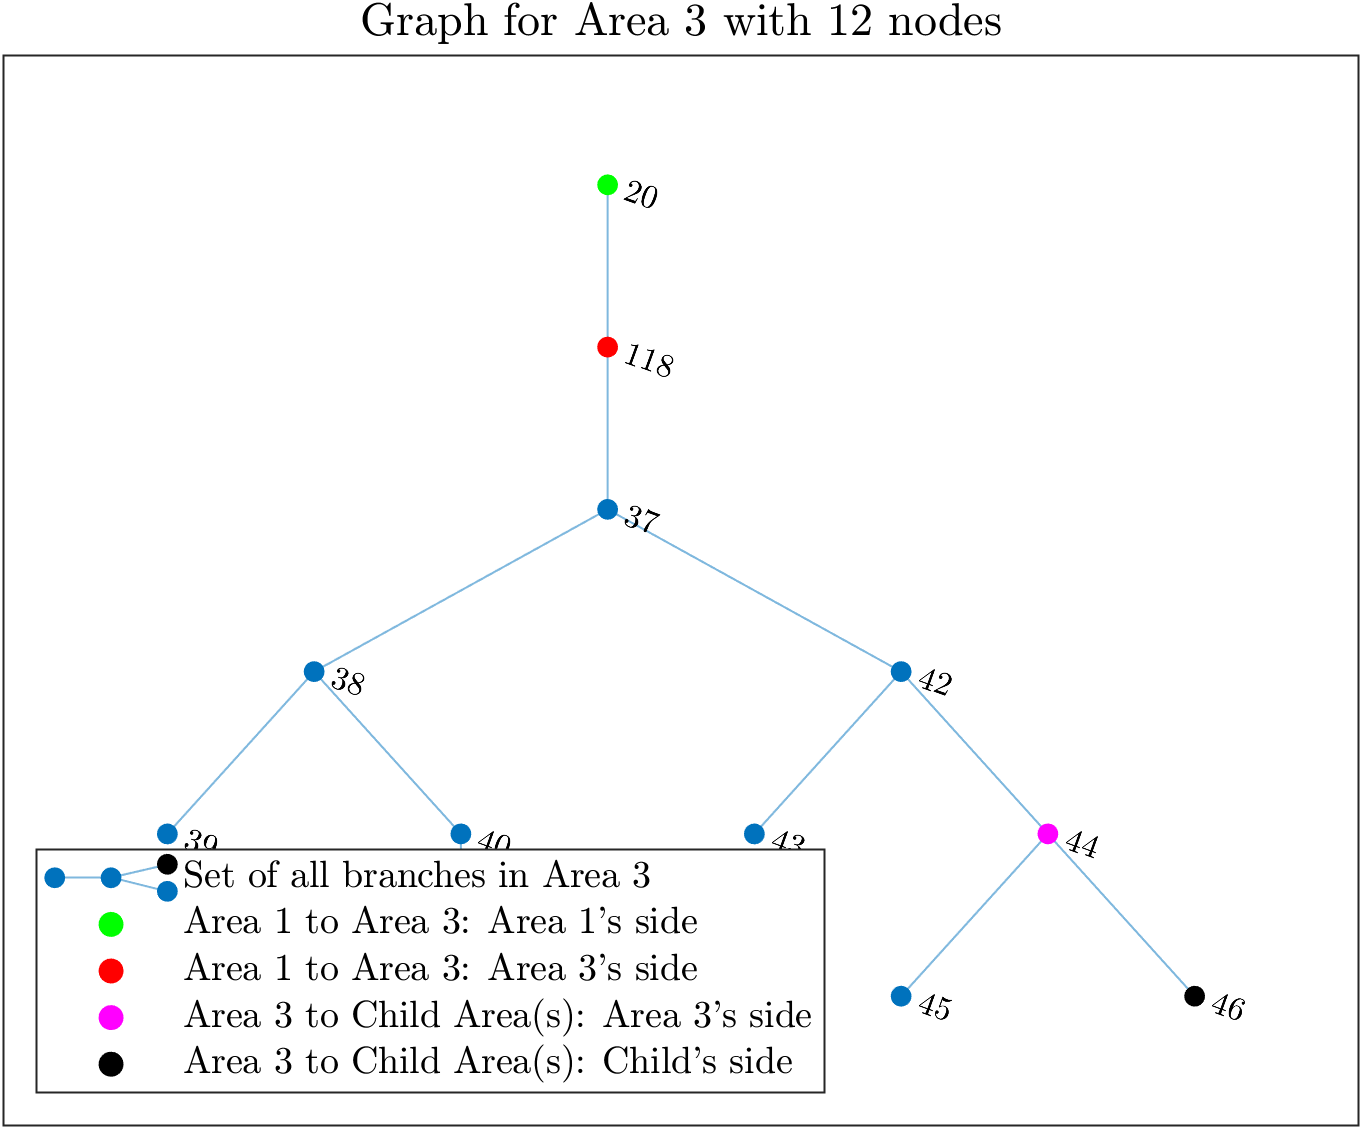 Graph for Area 3 with 12 nodes
20
118
37
38
42
39
40
43
44
Set of all branches in Area 3
Area 1 to Area 3: Area 1's side
Area 1 to Area 3: Area 3's side
45
46
Area 3 to Child Area(s): Area 3's side
Area 3 to Child Area(s): Child's side